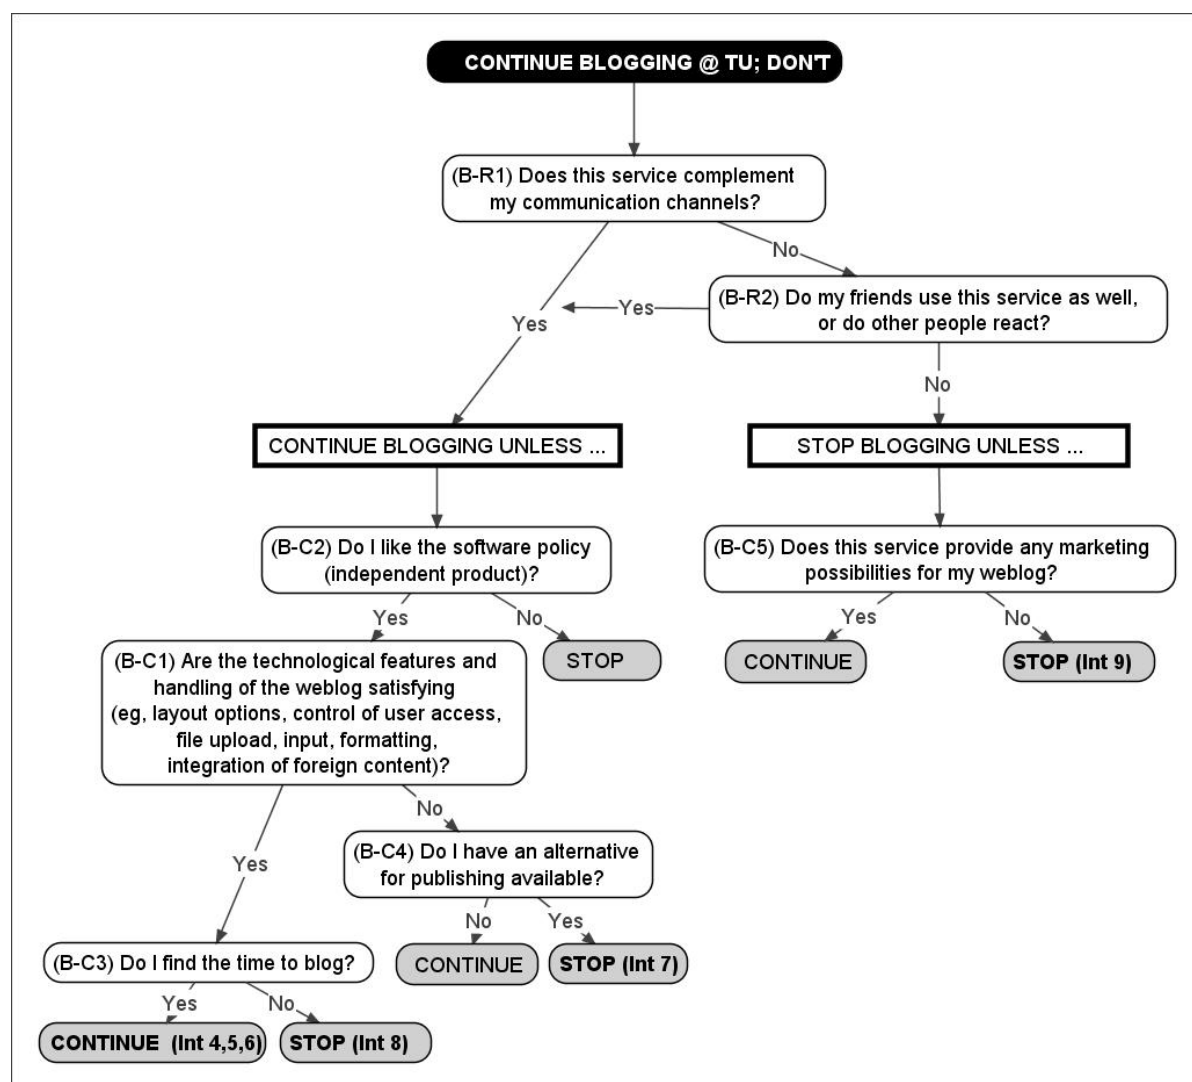 CONTINUE BLOGGING @ TU; DON'T
(B-R1) Does this service complement
my communication channels?
No
(B-R2) Do my friends use this service as well,
or do other people react?
Yes
Yes
No
CONTINUE BLOGGING UNLESS ...
STOP BLOGGING UNLESS ...
(B-C2) Do I like the software policy
(independent product)?
(B-C5) Does this service provide any marketing
possibilities for my weblog?
Yes
No
Yes
No
STOP
CONTINUE
STOP (Int 9)
(B-C1) Are the technological features and
handling of the weblog satisfying
(eg, layout options, control of user access,
file upload, input, formatting,
integration of foreign content)?
No
Yes
(B-C4) Do I have an alternative
for publishing available?
No
Yes
(B-C3) Do I find the time to blog?
CONTINUE
STOP (Int 7)
Yes
No
CONTINUE (Int 4,5,6)
STOP (Int 8)